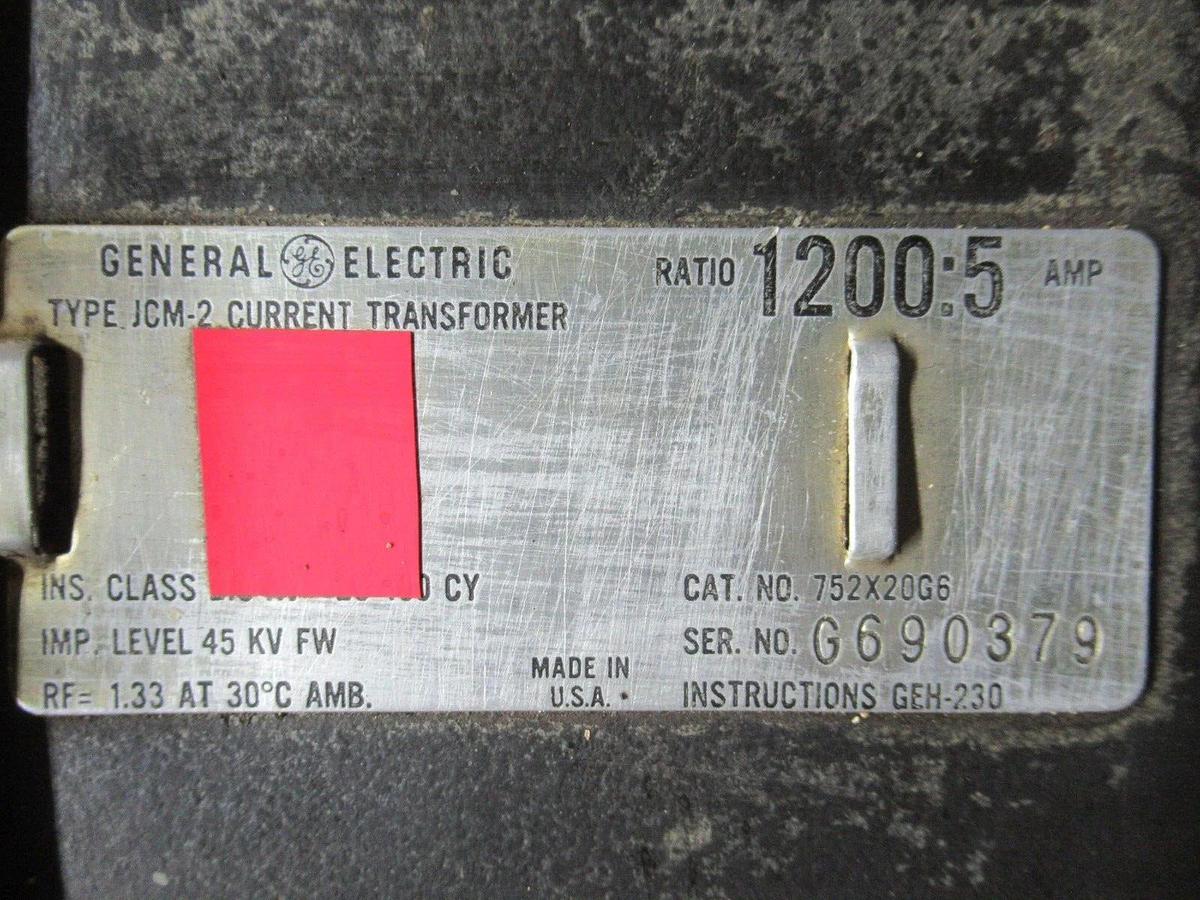 GENERAL GE ELECTRIC
TYPE JCM-2 CURRENT TRANSFORMER
RATIO 1200:5 AMP
INS. CLASS CY
IMP. LEVEL 45 KV FW
RF= 1.33 AT 30°C AMB.
MADE IN
U.S.A.
CAT. NO. 752X20G6
SER. NO. G690379
INSTRUCTIONS GEH-230